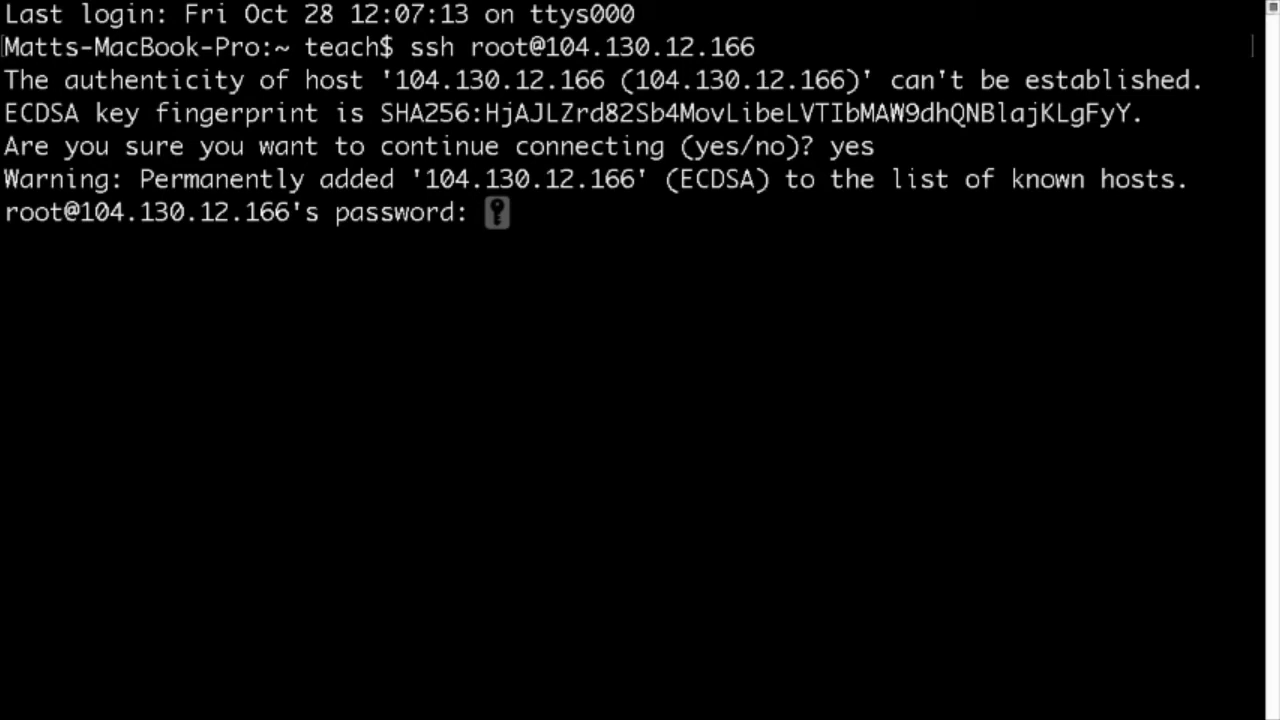 Last login: Fri Oct 28 12:07:13 on ttys000
Matts-MacBook-Pro:~ teach$ ssh root@104.130.12.166
The authenticity of host '104.130.12.166 (104.130.12.166)' can't be established.
ECDSA key fingerprint is SHA256:HjAJLZrd82Sb4MovLibeLVTIbMAW9dhQNBlajKLgFyY.
Are you sure you want to continue connecting (yes/no)? yes
Warning: Permanently added '104.130.12.166' (ECDSA) to the list of known hosts.
root@104.130.12.166's password: